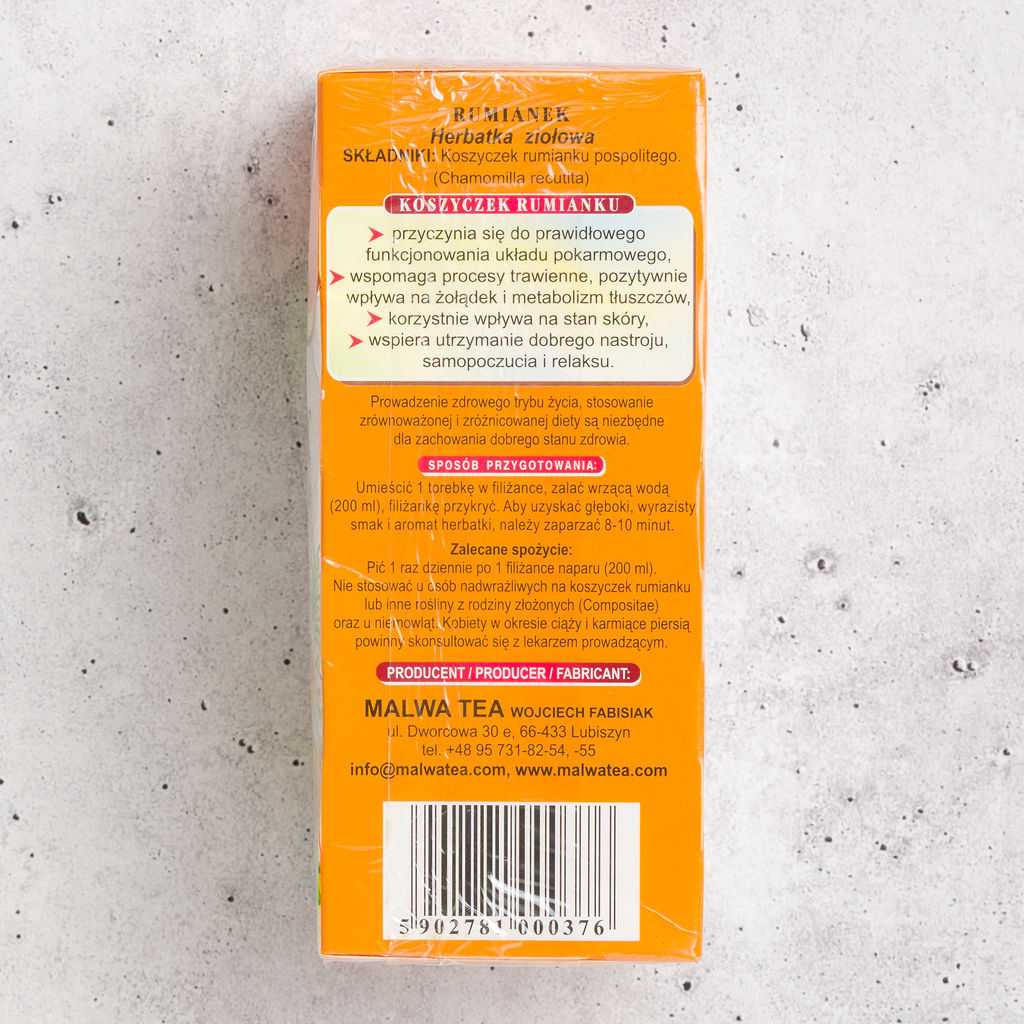 RUMIANEK
Herbatka ziołowa
SKŁADNIKI: Koszyczek rumianku pospolitego.
(Chamomilla recutita)
KOSZYCZEK RUMIANKU
przyczynia się do prawidłowego
funkcjonowania układu pokarmowego,
wspomaga procesy trawienne, pozytywnie
wpływa na żołądek i metabolizm tłuszczów,
korzystnie wpływa na stan skóry,
wspiera utrzymanie dobrego nastroju,
samopoczucia i relaksu.
Prowadzenie zdrowego trybu życia, stosowanie
zrównoważonej i zróżnicowanej diety są niezbędne
dla zachowania dobrego stanu zdrowia.
SPOSÓB PRZYGOTOWANIA:
Umieścić 1 torebkę w filiżance, zalać wrzącą wodą
(200 ml), filiżankę przykryć. Aby uzyskać głęboki, wyrazisty
smak i aromat herbatki, należy zaparzać 8-10 minut.
Zalecane spożycie:
Pić 1 raz dziennie po 1 filiżance naparu (200 ml).
Nie stosować u osób nadwrażliwych na koszyczek rumianku
lub inne rośliny z rodziny złożonych (Compositae)
oraz u niemowląt. Kobiety w okresie ciąży i karmiące piersią
powinny skonsultować się z lekarzem prowadzącym.
PRODUCENT / PRODUCER / FABRICANT:
MALWA TEA WOJCIECH FABISIAK
ul. Dworcowa 30 e, 66-433 Lubiszyn
tel. +48 95 731-82-54, -55
info@malwatea.com, www.malwatea.com
5 902781 000376